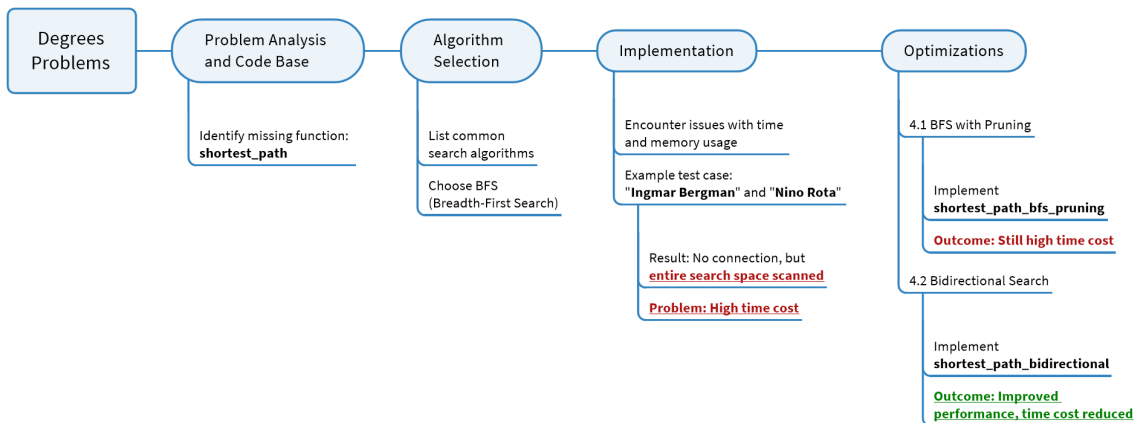 Degrees
Problems
Problem Analysis
and Code Base
Identify missing function:
shortest_path
Algorithm
Selection
List common
search algorithms
Choose BFS
(Breadth-First Search)
Implementation
Encounter issues with time
and memory usage
Example test case:
"Ingmar Bergman" and "Nino Rota"
Result: No connection, but
entire search space scanned
Problem: High time cost
Optimizations
4.1 BFS with Pruning
Implement
shortest_path_bfs_pruning
Outcome: Still high time cost
4.2 Bidirectional Search
Implement
shortest_path_bidirectional
Outcome: Improved
performance, time cost reduced